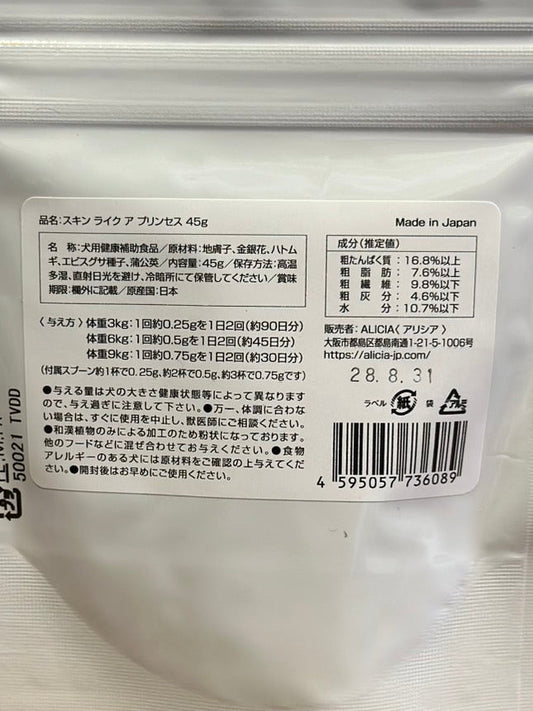 品名:スキン ライク ア プリンセス 45g
Made in Japan
名 称:犬用健康補助食品/原材料:地膚子、金銀花、ハトム
ギ、エビスグサ種子、蒲公英/内容量:45g/保存方法:高温
多湿、直射日光を避け、冷暗所にて保管してください/賞味
期限:欄外に記載/原産国:日本
成分(推定値)
粗たんぱく質:16.8%以上
粗 脂 肪:7.6%以上
粗 繊 維:9.8%以下
粗 灰 分:4.6%以下
水 分:10.7%以下
〈与え方〉体重3kg:1回約0.25gを1日2回(約90日分)
体重6kg:1回約0.5gを1日2回(約45日分)
体重9kg:1回約0.75gを1日2回(約30日分)
(付属スプーン約1杯で0.25g、約2杯で0.5g、約3杯で0.75gです)
販売者:ALICIA〈アリシア〉
大阪市都島区都島南通1-21-5-1006号
https://alicia-jp.com/
28.8.31
●与える量は犬の大きさ健康状態等によって異なります
ので、与え過ぎに注意して下さい。●万一、体調に合わな
い場合は、すぐに使用を中止し、獣医師にご相談ください。
●和漢植物のみによる加工のため粉状になっております。
他のフードなどに混ぜ合わせてお与えください。●食物
アレルギーのある犬には原材料をご確認の上与えてくだ
さい。●開封後はお早めにご使用ください。
ラベル 紙 袋 アルミ
4 595057 736089
50021 TVDD